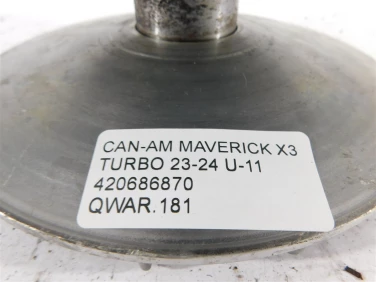 CAN-AM MAVERICK X3
TURBO 23-24 U-11
420686870
QWAR.181